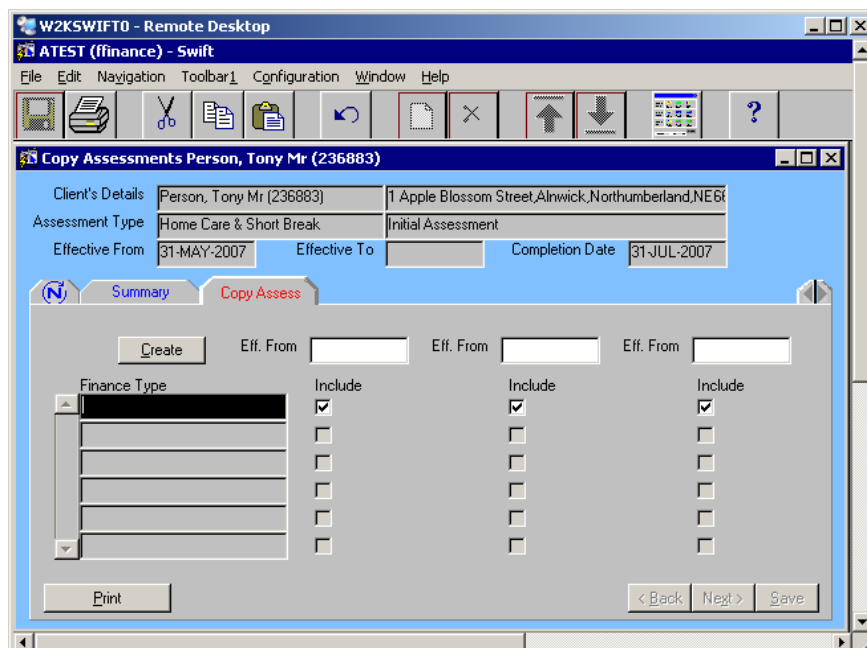 W2KSWIFT0 - Remote Desktop
ATEST (ffinance) - Swift
File Edit Navigation Toolbar1 Configuration Window Help
?
Copy Assessments Person, Tony Mr (236883)
Client's Details Person, Tony Mr (236883) 1 Apple Blossom Street,Alnwick,Northumberland,NE66
Assessment Type Home Care & Short Break Initial Assessment
Effective From 31-MAY-2007 Effective To Completion Date 31-JUL-2007
N Summary Copy Assess
Create Eff. From Eff. From Eff. From
Finance Type Include Include Include
Print < Back Next > Save